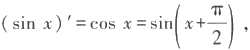 ( sin x )′ = cos x = sin( x + π/2 ) ,